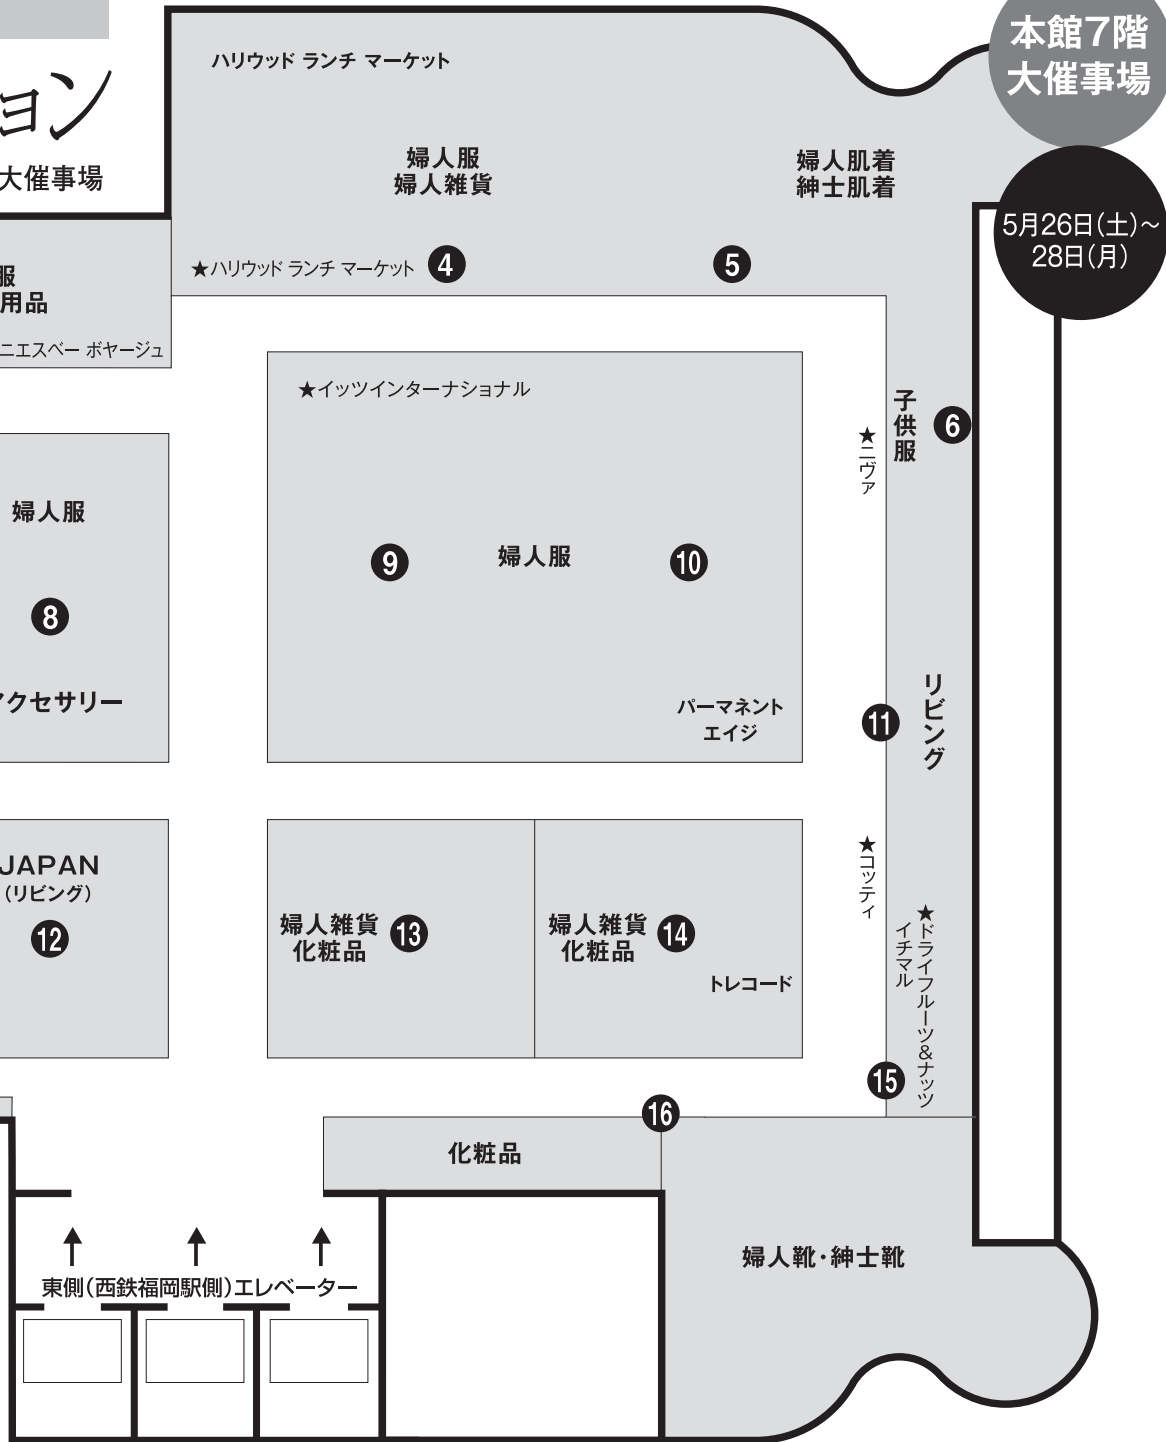 本館7階
大催事場
5月26日(土)～
28日(月)
ョン
大催事場
ハリウッド ランチ マーケット
婦人服
婦人雑貨
婦人肌着
紳士肌着
★ハリウッド ランチ マーケット
4
5
服
用品
ニエスベー ボヤージュ
★イッツインターナショナル
子供服
6
★ニヴァ
婦人服
8
アクセサリー
9
婦人服
10
パーマネント
エイジ
11
リビング
JAPAN
(リビング)
12
婦人雑貨
化粧品
13
婦人雑貨
化粧品
14
トレコード
★コッティ
★ドライフルーツ&ナッツ
イチマル
15
16
化粧品
婦人靴・紳士靴
東側(西鉄福岡駅側)エレベーター